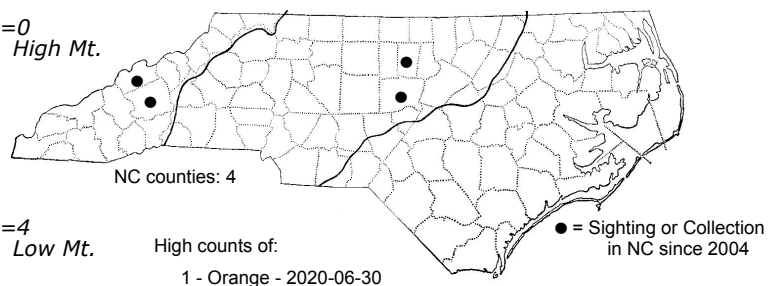 =0
High Mt.
NC counties: 4
=4
Low Mt.
High counts of:
1 - Orange - 2020-06-30
● = Sighting or Collection
in NC since 2004